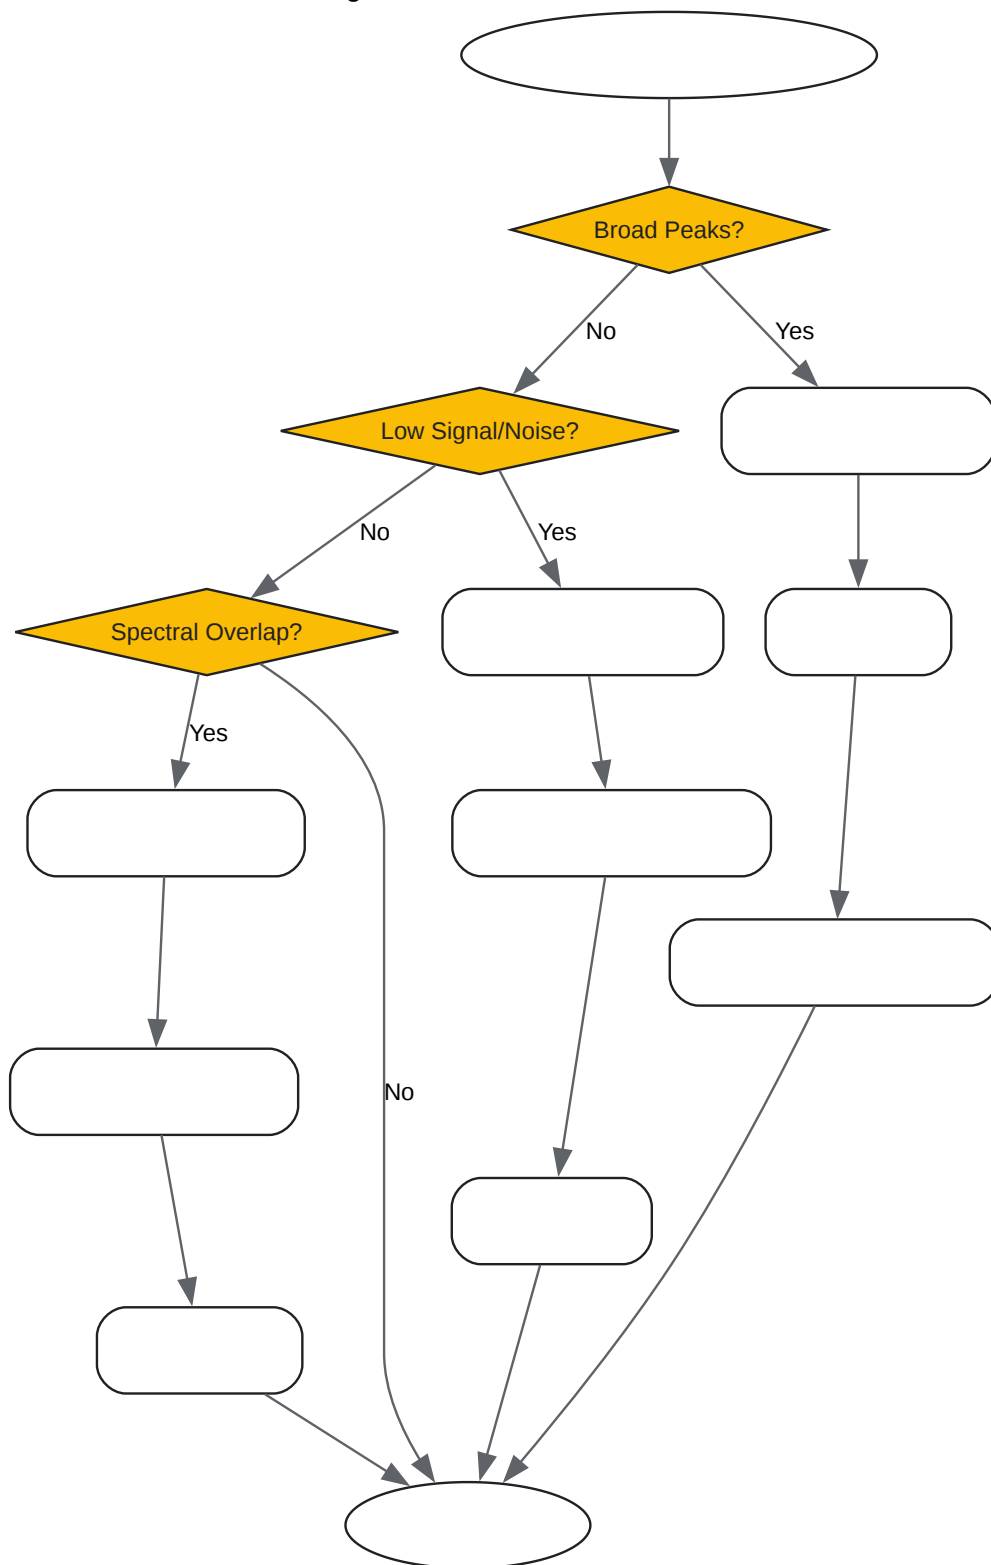 Broad Peaks?
No
Yes
Low Signal/Noise?
No
Yes
Spectral Overlap?
Yes
No